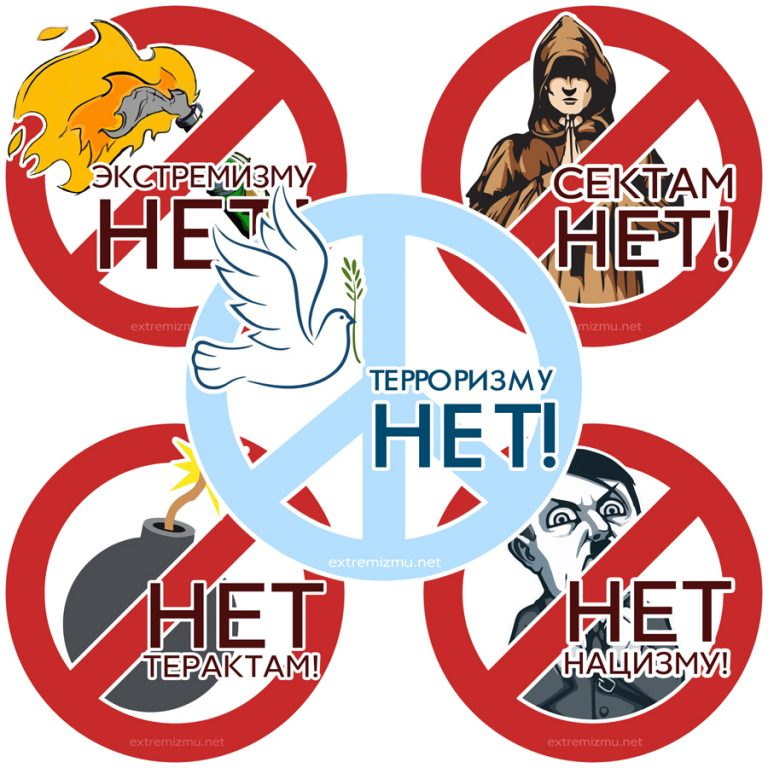 ЭКСТРЕМИЗМУ
НЕТ!
extremizmu.net
СЕКТАМ
НЕТ!
extremizmu.net
ТЕРРОРИЗМУ
НЕТ!
extremizmu.net
НЕТ
ТЕРАКТАМ!
extremizmu.net
НЕТ
НАЦИЗМУ!
extremizmu.net